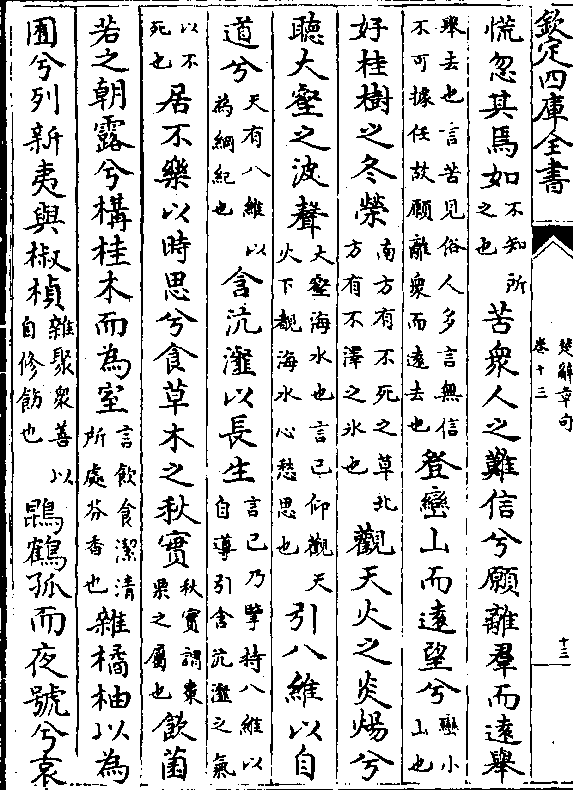 欽定四庫全書
楚辭章句
卷十三
十三
慌忽其焉如不知所之也苦衆人之難信兮願離羣而遠舉
舉去也言苦見俗人多言無信不可據任故願離衆而遠去也登巒山而遠望兮巒小山也
好桂樹之冬榮南方有不死之草北方有不澤之氷也觀天火之炎煬兮
聽大壑之波聲大壑海水也言己仰觀天火下覩海水心愁思也引八維以自
道兮天有八維以為綱紀也含沆瀣以長生言己乃擥持八維以自導引含沆瀣之氣
以不死也居不樂以時思兮食草木之秋實秋實謂棗栗之屬也飲菌
若之朝露兮構桂木而為室言飲食潔清所處芬香也雜橘柚以為
囿兮列新夷與椒楨雜聚衆善以自修飭也鵾鶴孤而夜號兮哀